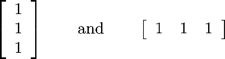 [ 1
1
1 ] and [ 1 1 1 ]